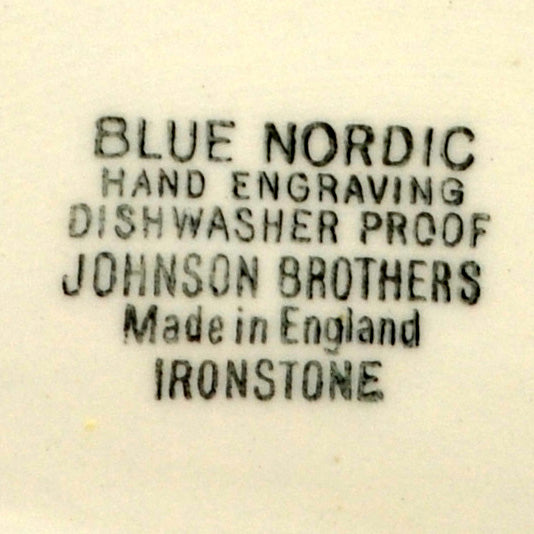 BLUE NORDIC
HAND ENGRAVING
DISHWASHER PROOF
JOHNSON BROTHERS
Made in England
IRONSTONE